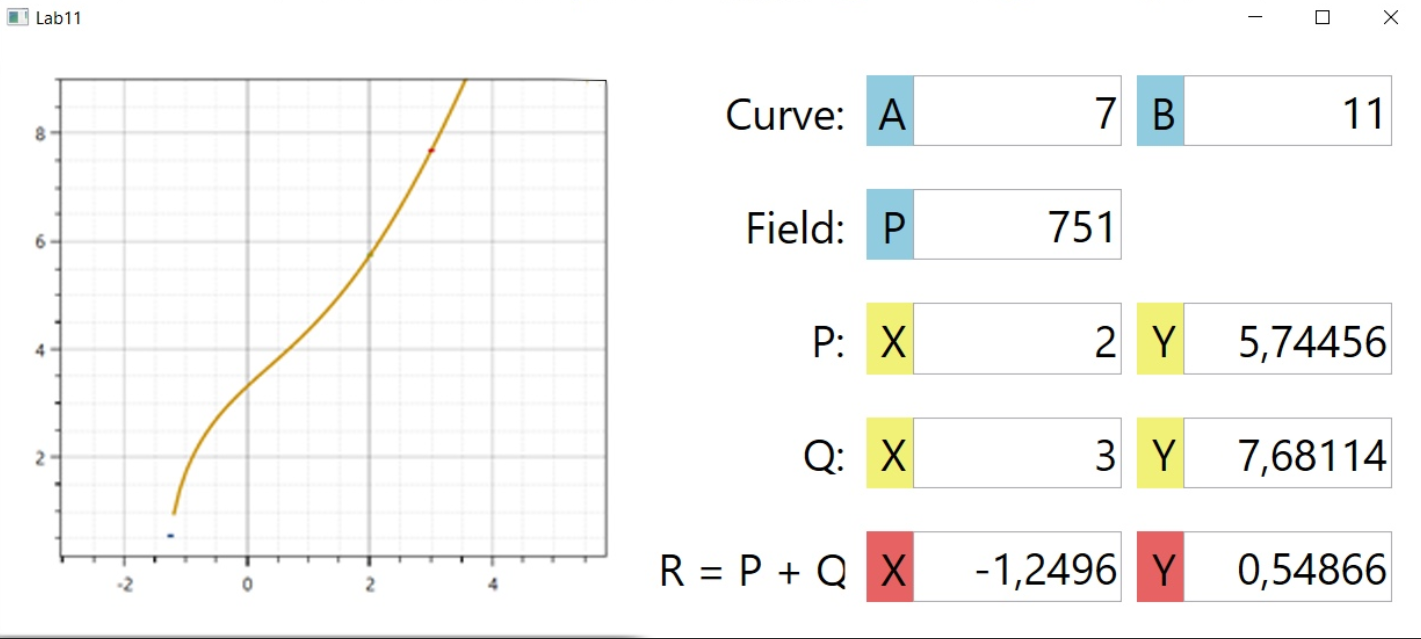 Lab11
8
6
4
2
-2 0 2 4
Curve: A 7 B 11
Field: P 751
P: X 2 Y 5,74456
Q: X 3 Y 7,68114
R = P + Q X -1,2496 Y 0,54866